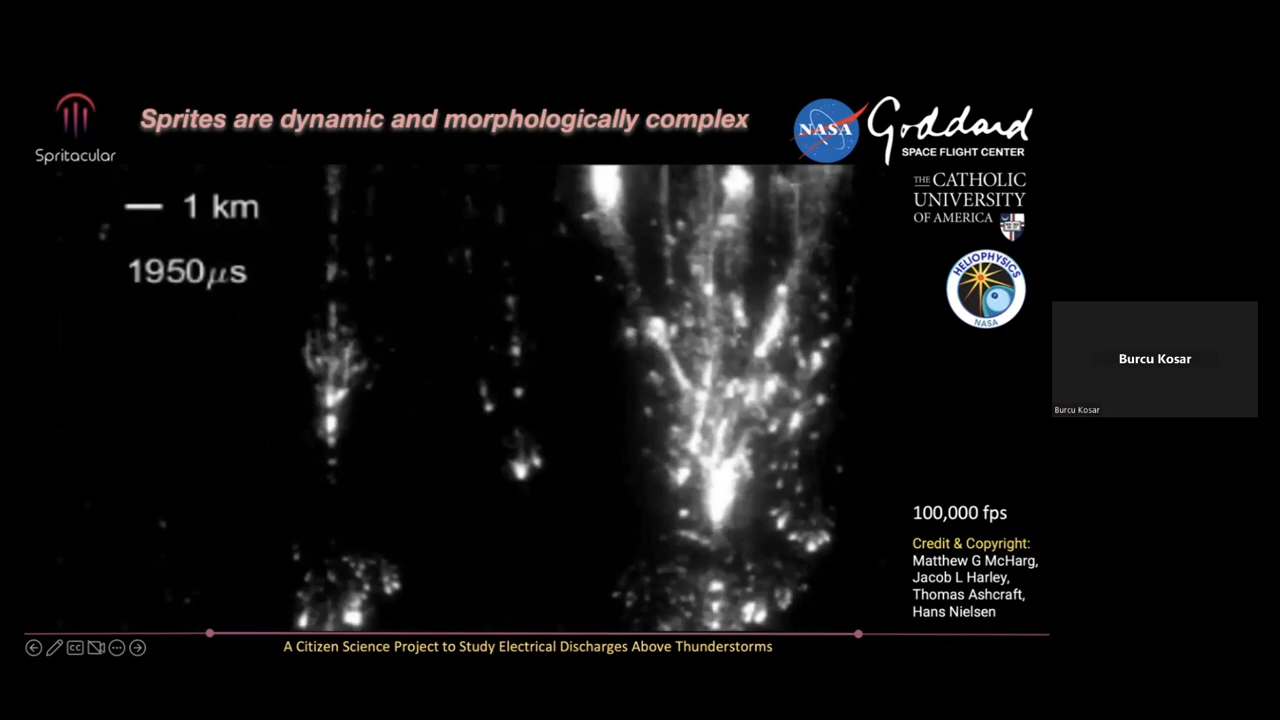 Spritacular
Sprites are dynamic and morphologically complex
NASA
Goddard
SPACE FLIGHT CENTER
THE CATHOLIC
UNIVERSITY
OF AMERICA
HELIOPHYSICS
NASA
1 km
1950μs
Burcu Kosar
Burcu Kosar
100,000 fps
Credit & Copyright:
Matthew G McHarg,
Jacob L Harley,
Thomas Ashcraft,
Hans Nielsen
CC
A Citizen Science Project to Study Electrical Discharges Above Thunderstorms